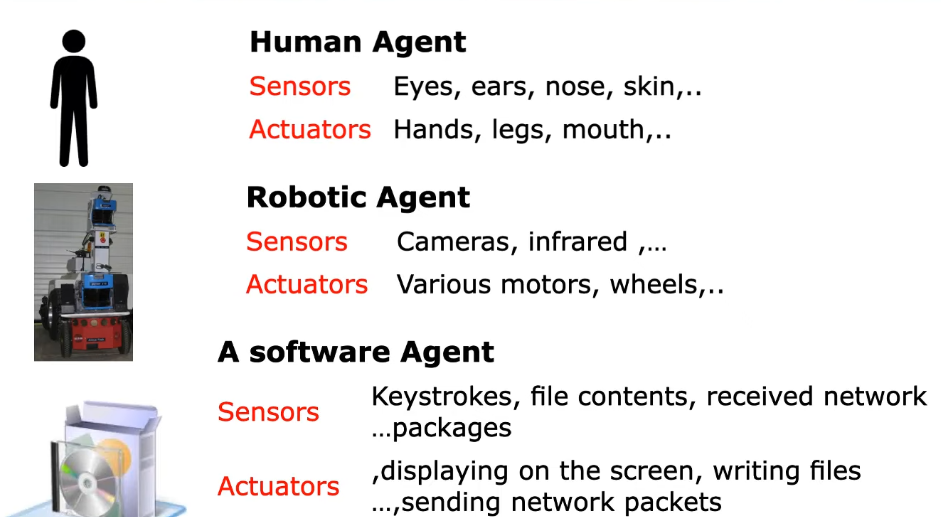 Human Agent
Sensors Eyes, ears, nose, skin,..
Actuators Hands, legs, mouth,..
Robotic Agent
Sensors Cameras, infrared ,…
Actuators Various motors, wheels,..
A software Agent
Sensors Keystrokes, file contents, received network
…packages
Actuators ,displaying on the screen, writing files
…,sending network packets